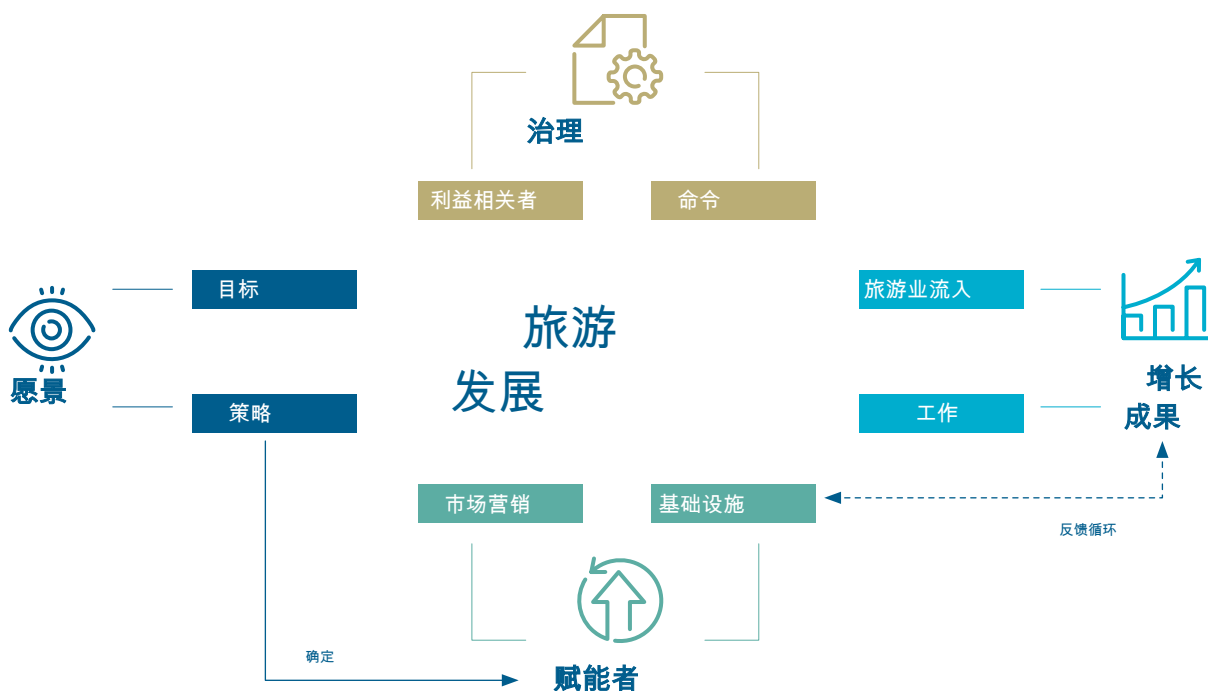 治理
利益相关者
命令
目标
旅游业流入
旅游
发展
愿景
增长
成果
策略
工作
市场营销
基础设施
反馈循环
确定
赋能者